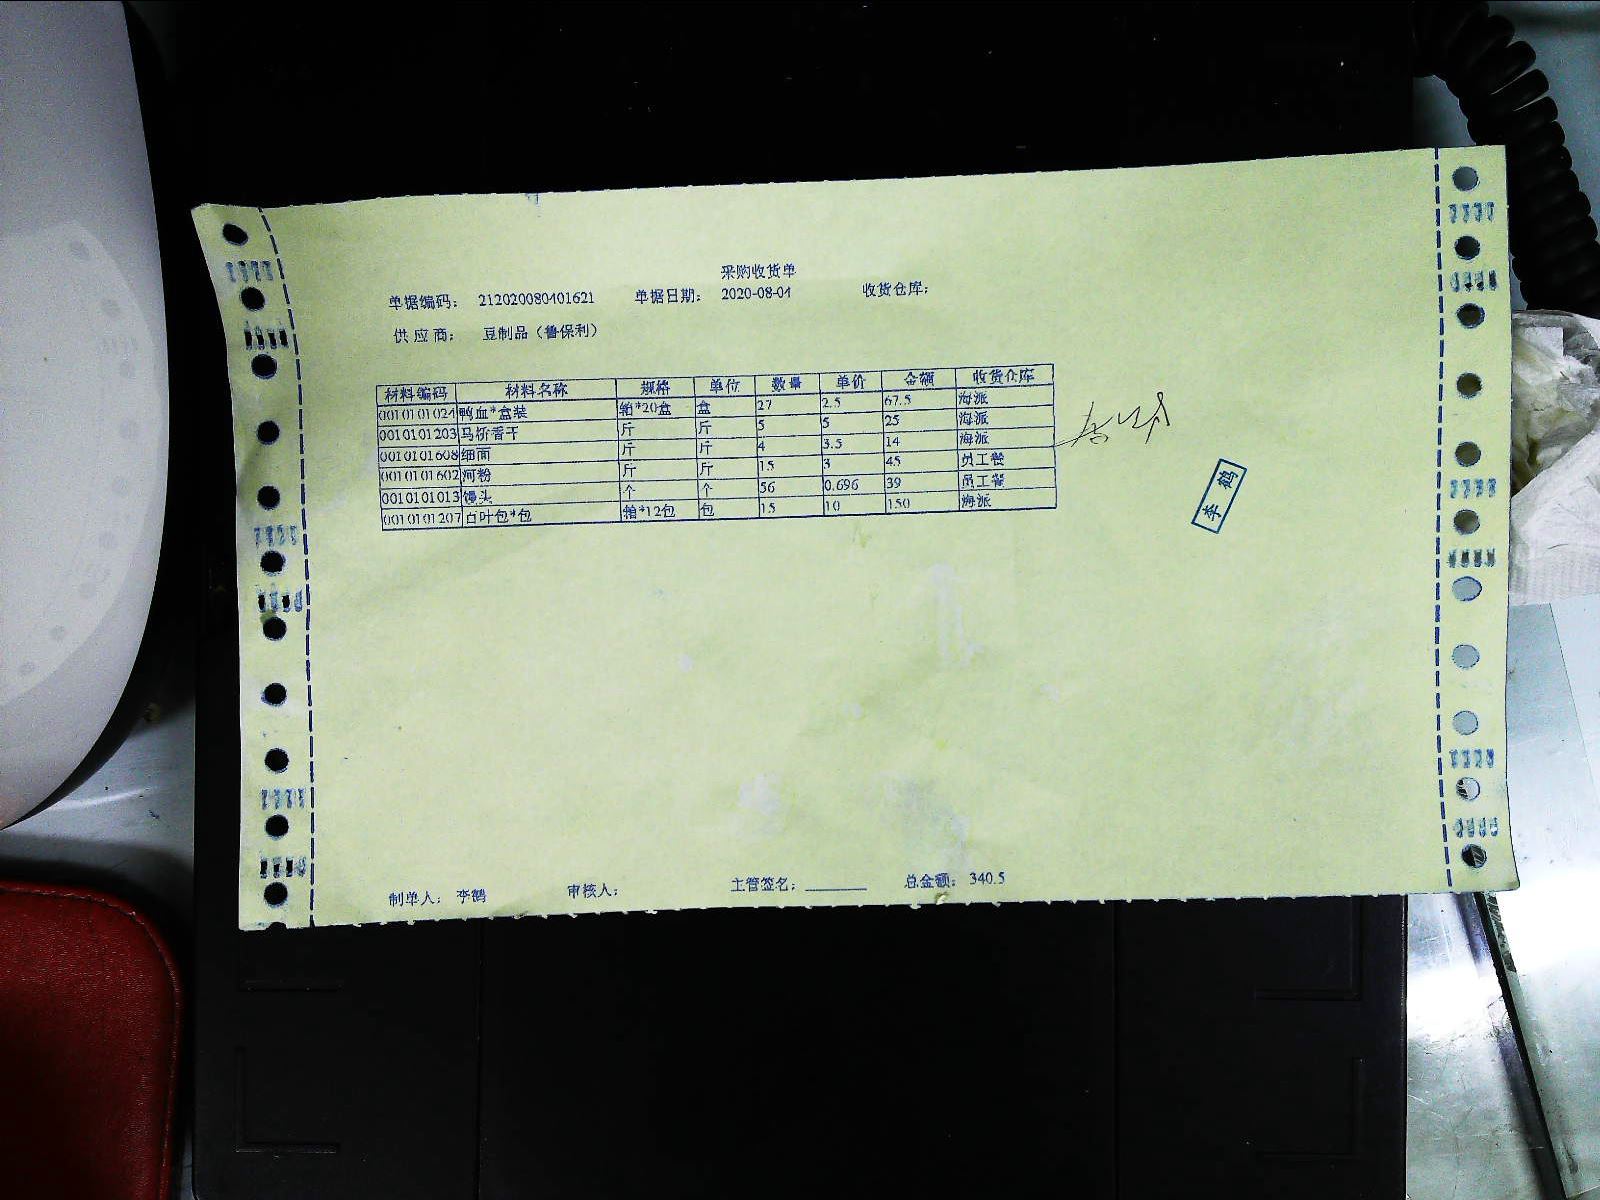 采购收货单
单据编码： 212020080401621 单据日期： 2020-08-04 收货仓库：
供应商： 豆制品（鲁保利）
材料编码 材料名称 规格 单位 数量 单价 金额 收货仓库
0010101024 鸭血*盒装 箱*20盒 盒 27 2.5 67.5 海派
0010101203 马桥香干 斤 斤 5 5 25 海派
0010101608 细面 斤 斤 4 3.5 14 海派
0010101602 河粉 斤 斤 15 3 45 员工餐
0010101013 馒头 个 个 56 0.696 39 员工餐
0010101207 百叶包*包 箱*12包 包 15 10 150 海派
李鹤
制单人： 李鹤 审核人： 主管签名： 总金额： 340.5